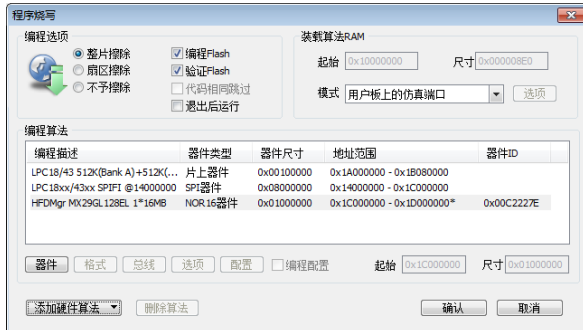 程序烧写
编程选项
整片擦除
扇区擦除
不予擦除
编程Flash
验证Flash
代码相同跳过
退出后运行
装载算法RAM
起始 0x10000000 尺寸 0x000008E0
模式 用户板上的仿真端口 选项
编程算法
编程描述 器件类型 器件尺寸 地址范围 器件ID
LPC18/43 512K(Bank A)+512K(... 片上器件 0x00100000 0x1A000000 - 0x1B080000
LPC18xx/43xx SPIFI @14000000 SPI器件 0x08000000 0x14000000 - 0x1C000000
HFDMgr MX29GL128EL 1*16MB NOR16器件 0x01000000 0x1C000000 - 0x1D000000* 0x00C2227E
器件 格式 总线 选项 配置 编程配置 起始 0x1C000000 尺寸 0x01000000
添加硬件算法 删除算法 确认 取消